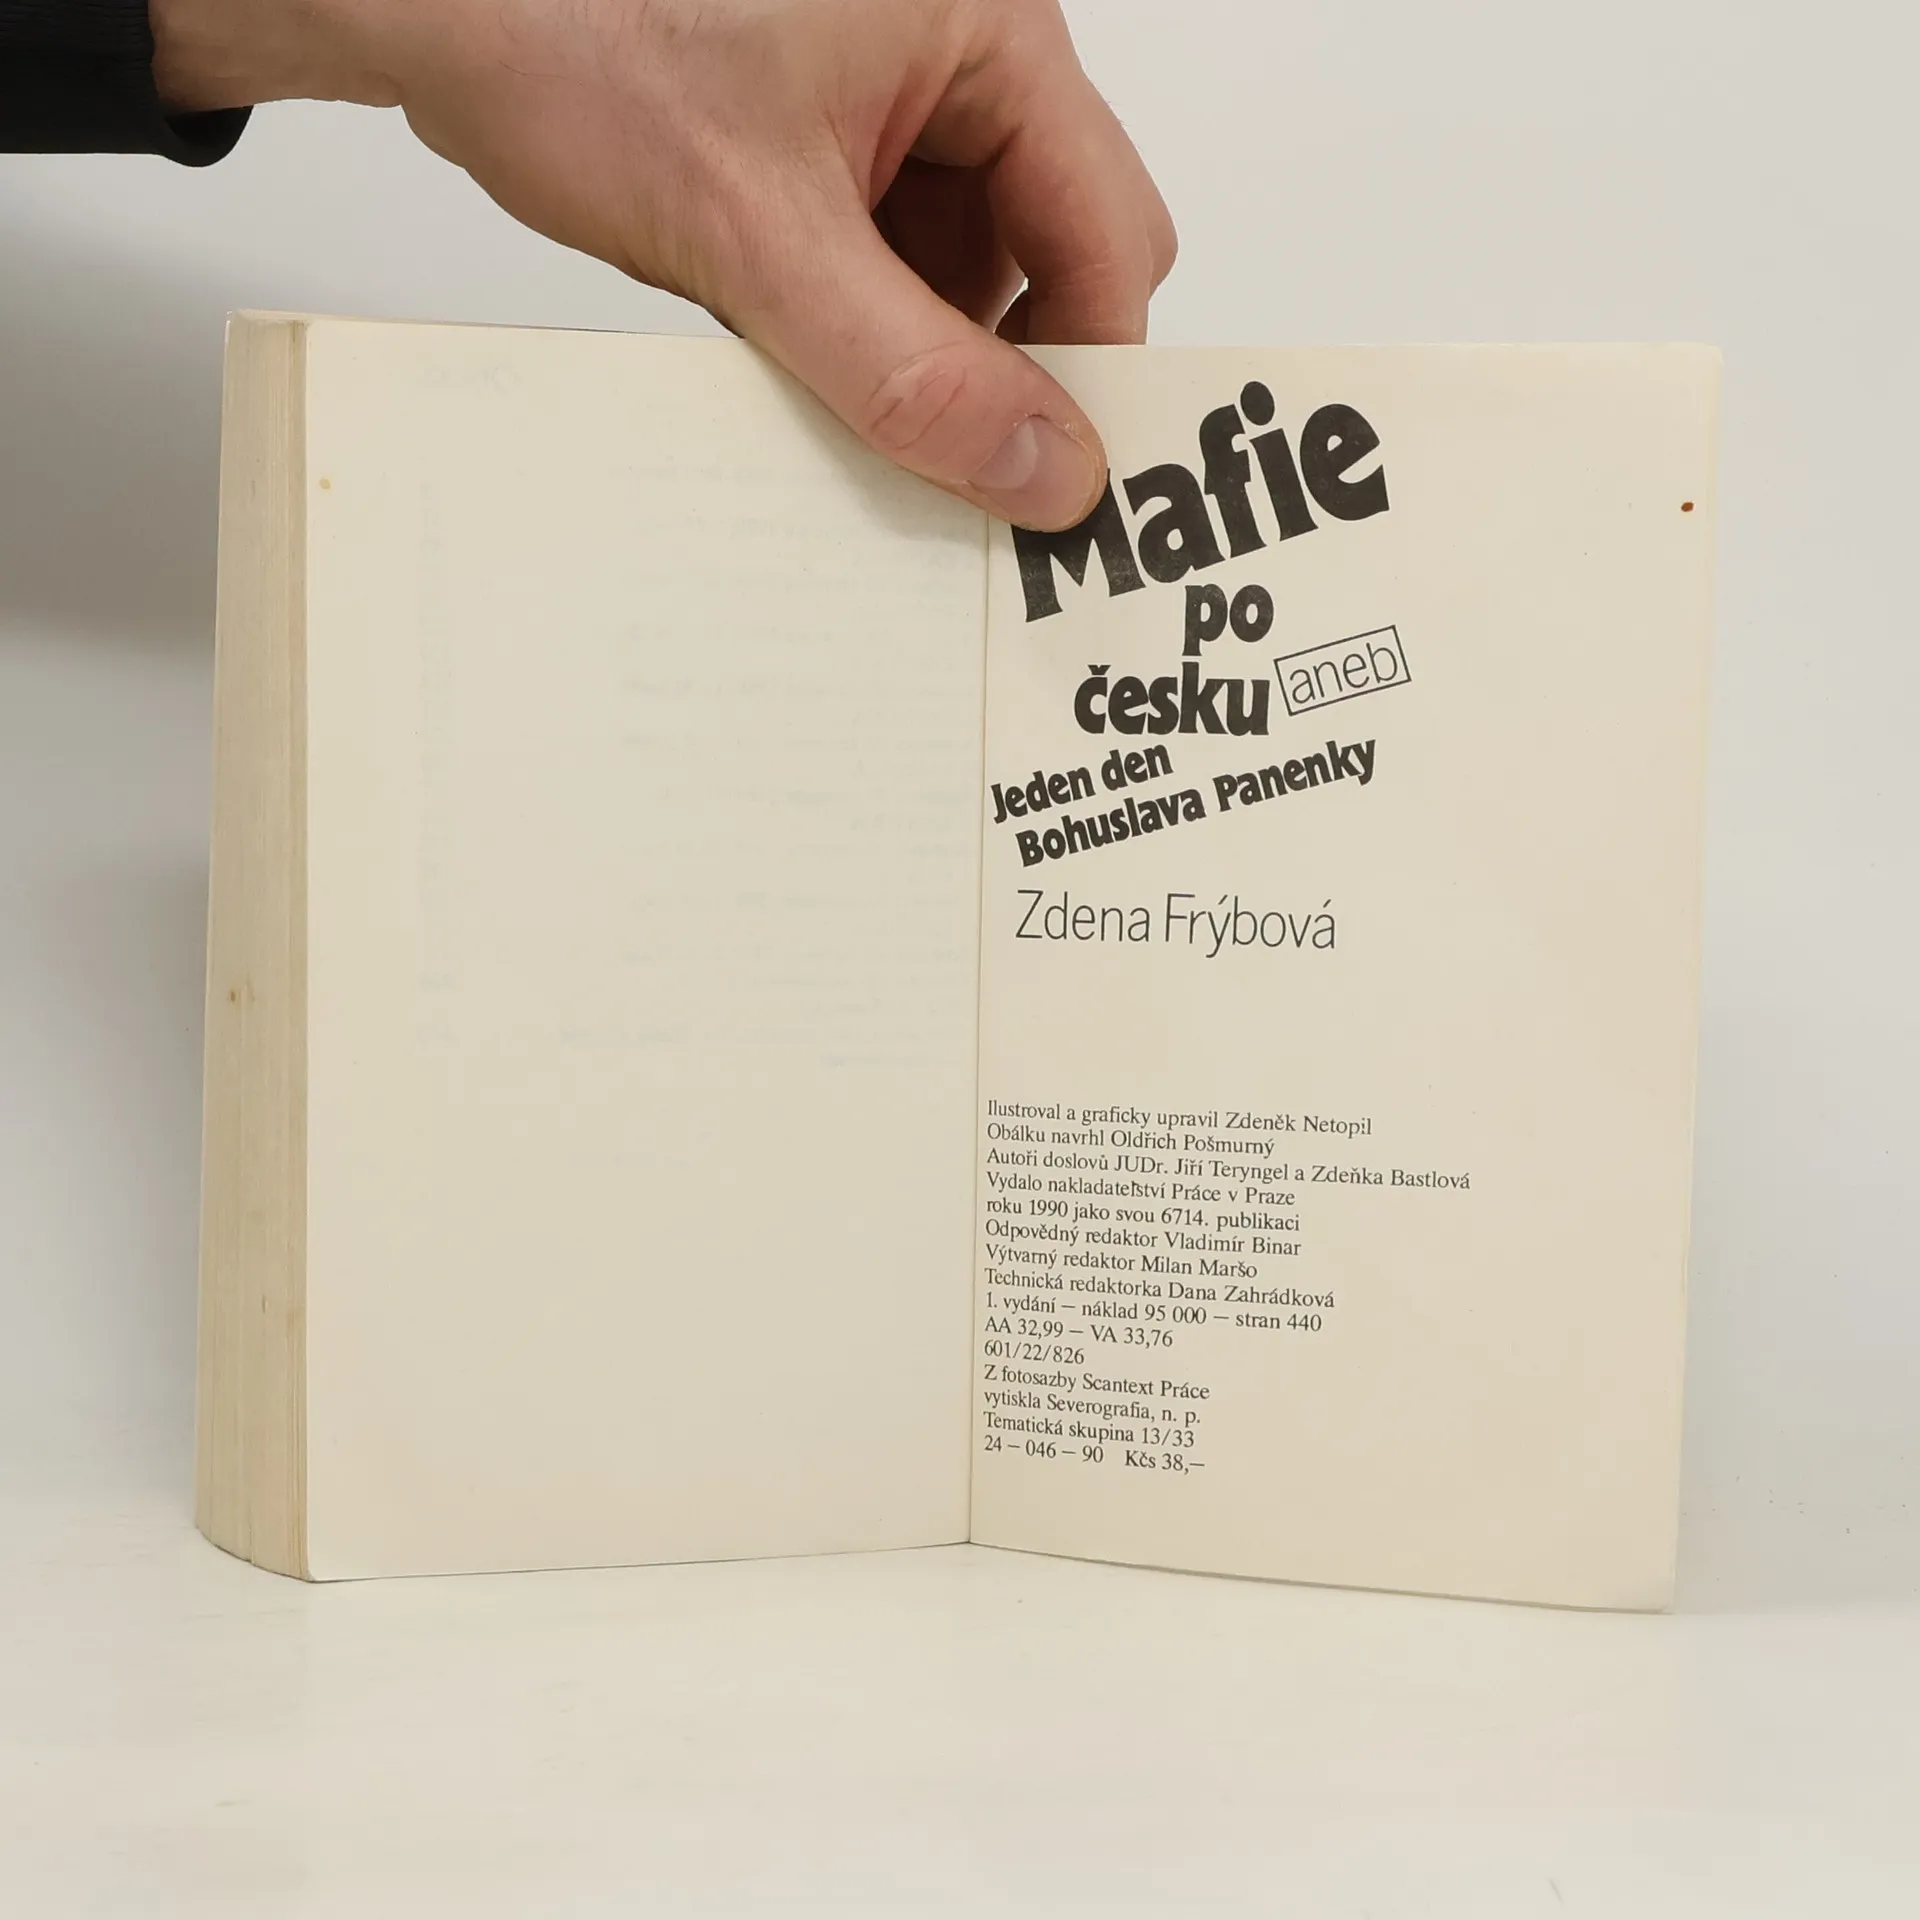 Mafie
po
česku aneb
Jeden den
Bohuslava Panenky
Zdena Frýbová
Ilustroval a graficky upravil Zdeněk Netopil
Obálku navrhl Oldřich Pošmurný
Autoři doslovů JUDr. Jiří Teryngel a Zdeňka Bastlová
Vydalo nakladatelství Práce v Praze
roku 1990 jako svou 6714. publikaci
Odpovědný redaktor Vladimír Binar
Výtvarný redaktor Milan Maršo
Technická redaktorka Dana Zahrádková
1. vydání — náklad 95 000 — stran 440
AA 32,99 — VA 33,76
601/22/826
Z fotosazby Scantext Práce
vytiskla Severografia, n. p.
Tematická skupina 13/33
24 — 046 — 90 Kčs 38,—